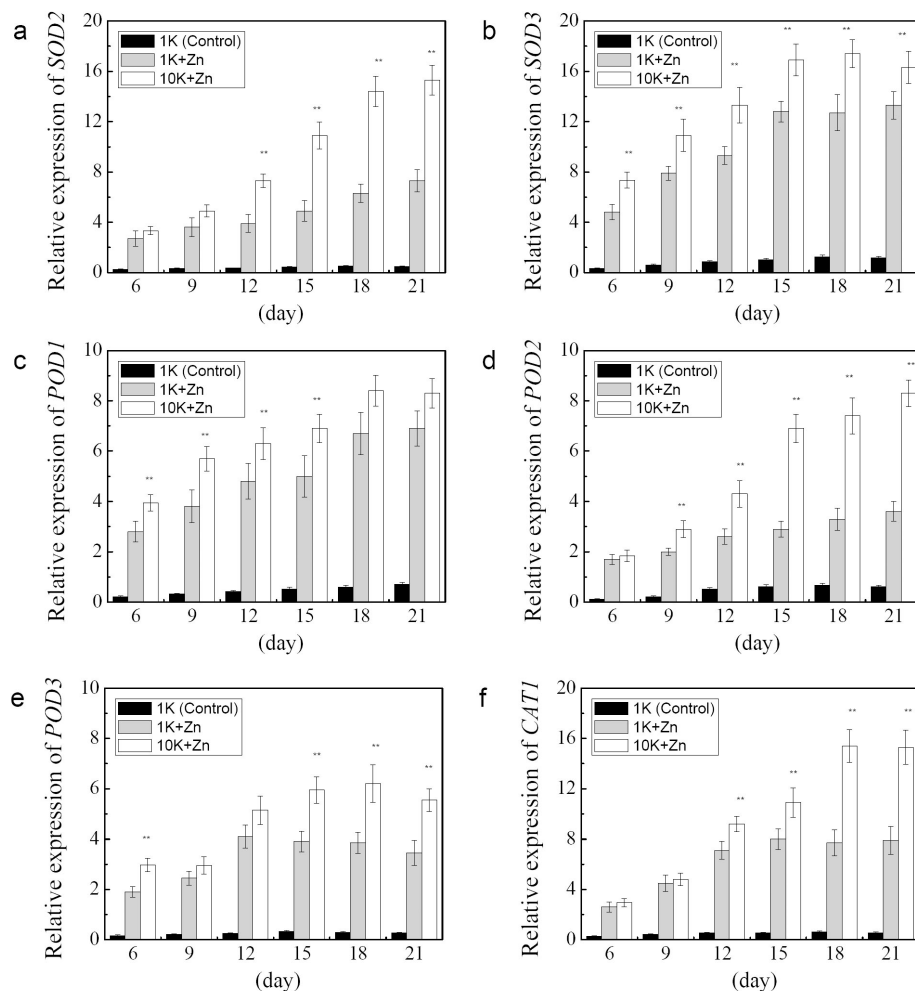 a
Relative expression of SOD2
20
16
12
8
4
0
1K (Control)
1K+Zn
10K+Zn
**
**
**
**
6 9 12 15 18 21
(day)
b
Relative expression of SOD3
20
16
12
8
4
0
1K (Control)
1K+Zn
10K+Zn
**
**
**
**
**
**
6 9 12 15 18 21
(day)
c
Relative expression of POD1
10
8
6
4
2
0
1K (Control)
1K+Zn
10K+Zn
**
**
**
**
6 9 12 15 18 21
(day)
d
Relative expression of POD2
10
8
6
4
2
0
1K (Control)
1K+Zn
10K+Zn
**
**
**
**
**
6 9 12 15 18 21
(day)
e
Relative expression of POD3
10
8
6
4
2
0
1K (Control)
1K+Zn
10K+Zn
**
**
**
**
6 9 12 15 18 21
(day)
f
Relative expression of CAT1
20
16
12
8
4
0
1K (Control)
1K+Zn
10K+Zn
**
**
**
**
6 9 12 15 18 21
(day)